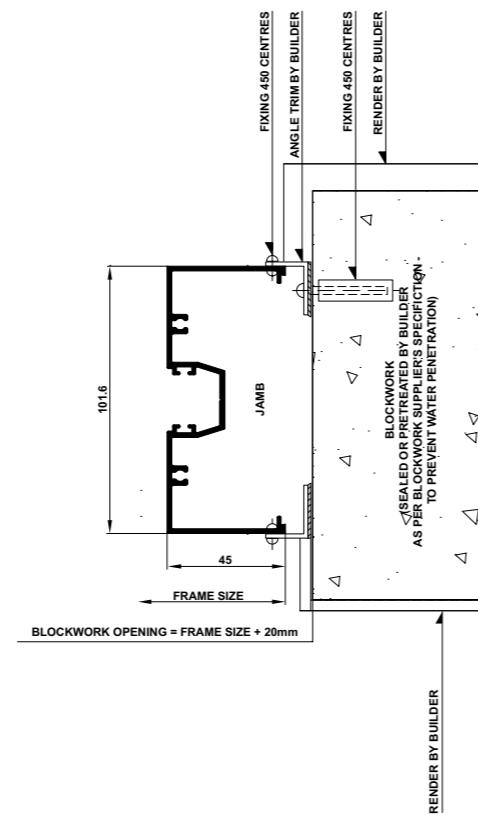 FIXING 450 CENTRES
ANGLE TRIM BY BUILDER
FIXING 450 CENTRES
RENDER BY BUILDER
101.6
JAMB
BLOCKWORK
(SEALED OR PRETREATED BY BUILDER
AS PER BLOCKWORK SUPPLIER'S SPECIFICTION -
TO PREVENT WATER PENETRATION)
45
FRAME SIZE
BLOCKWORK OPENING = FRAME SIZE + 20mm
RENDER BY BUILDER